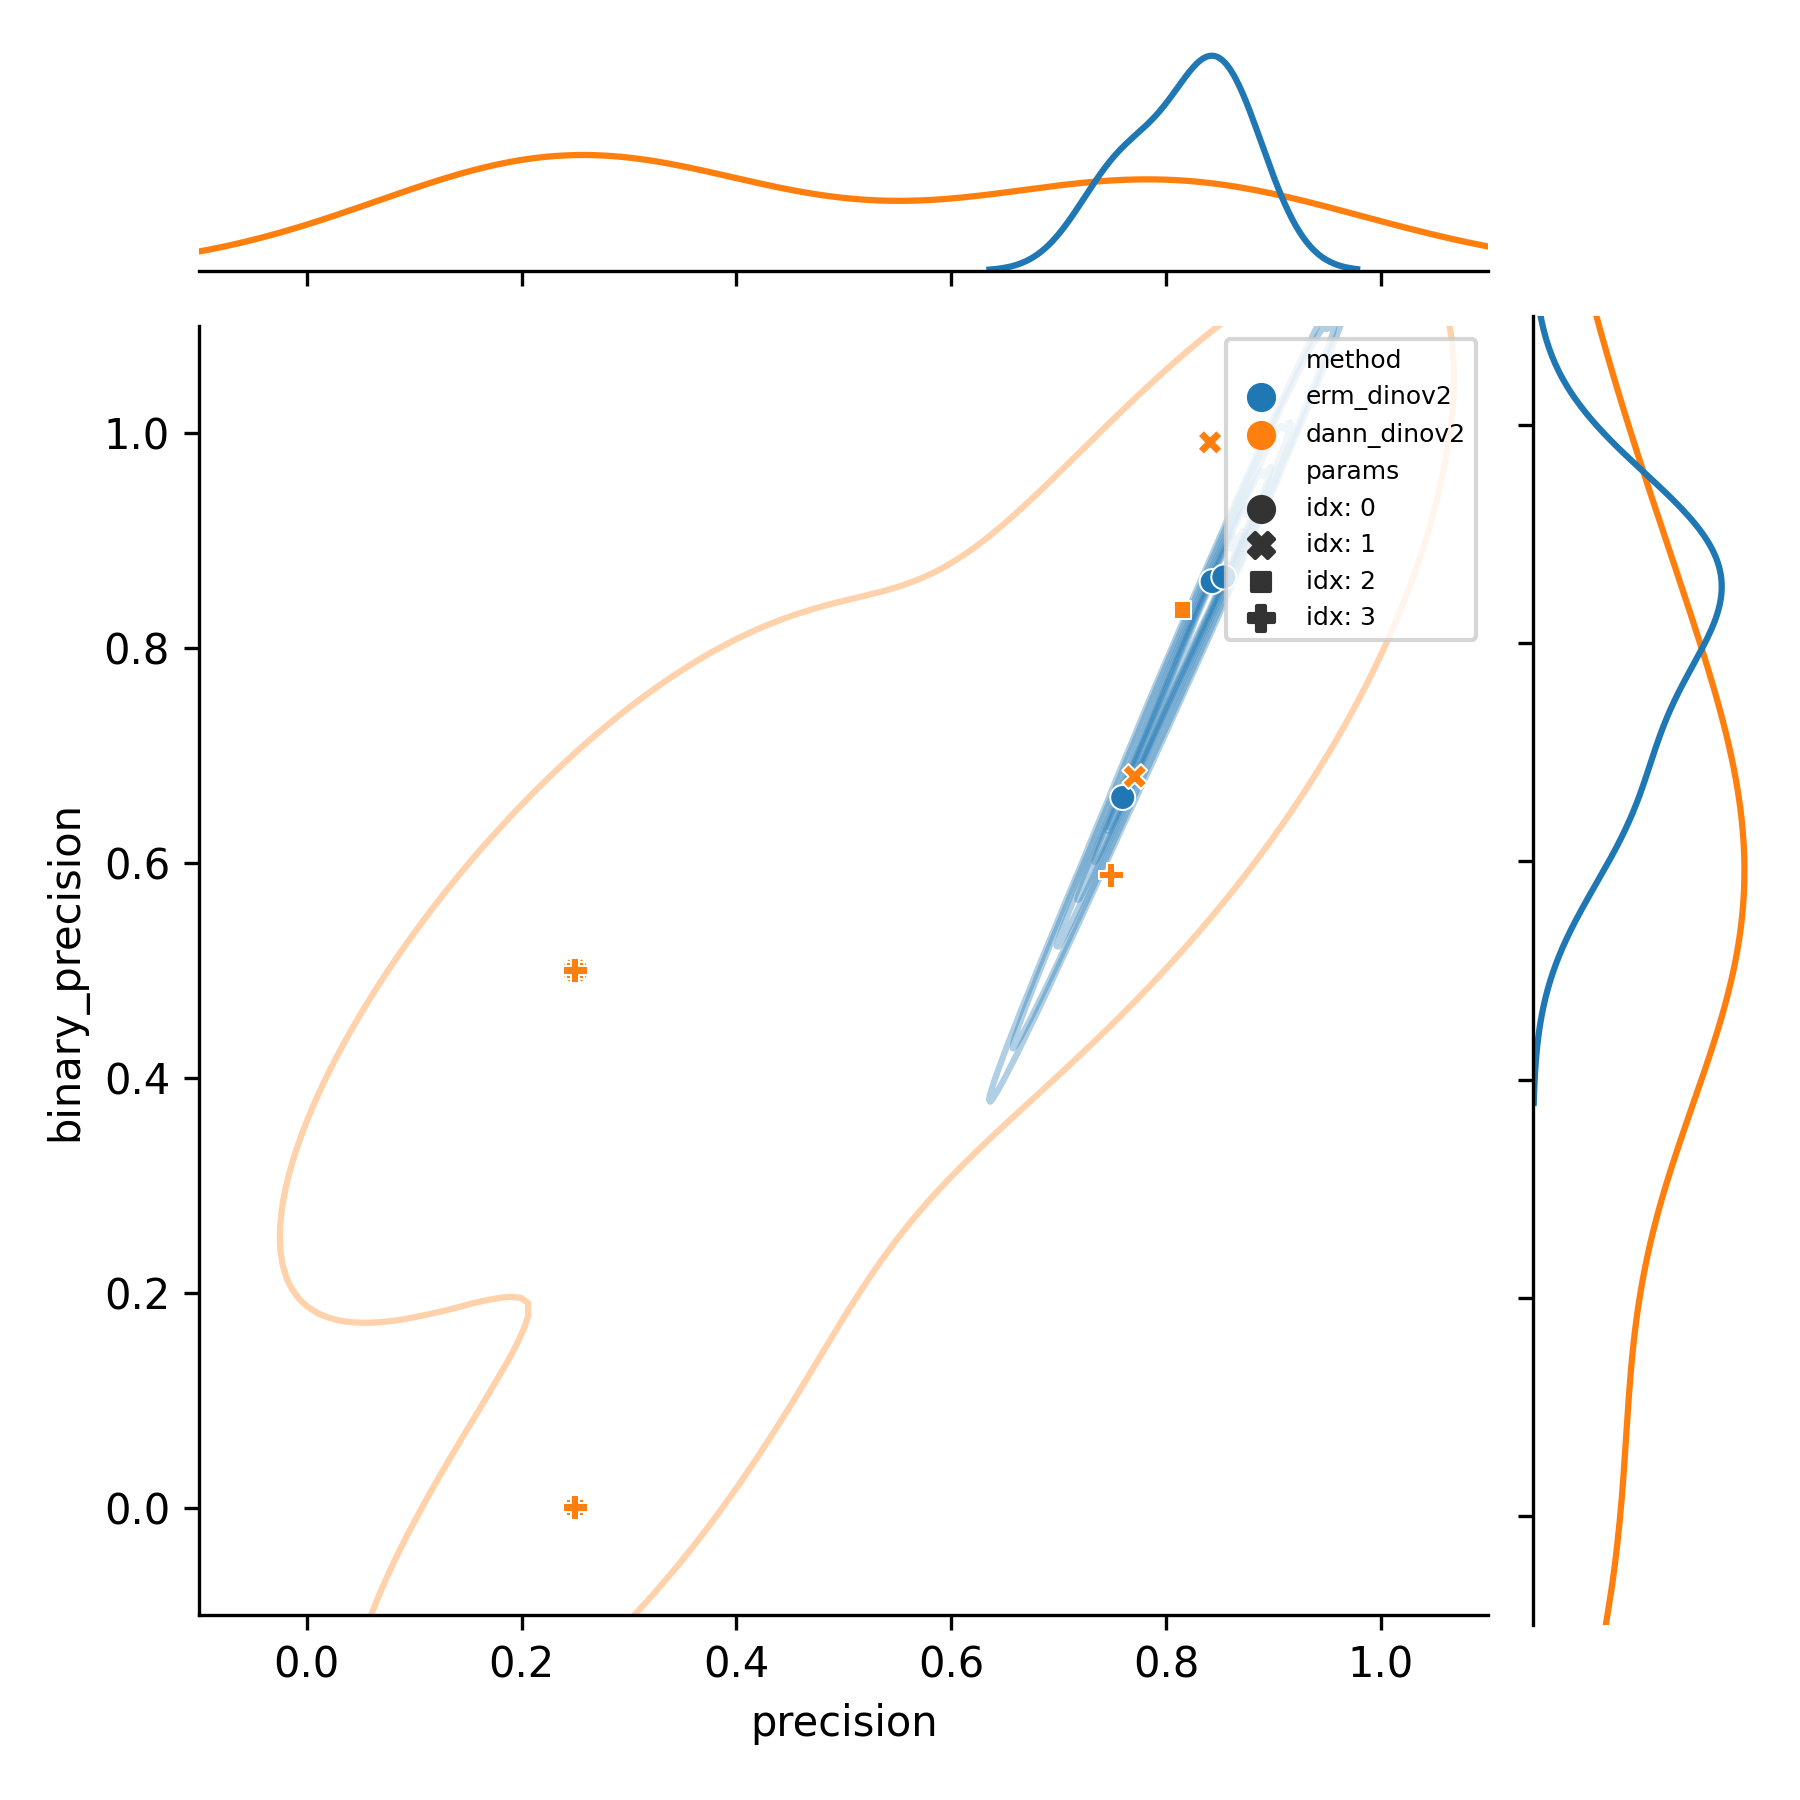 method
erm_dinov2
dann_dinov2
params
idx: 0
idx: 1
idx: 2
idx: 3
1.0
0.8
0.6
0.4
0.2
0.0
binary_precision
0.0 0.2 0.4 0.6 0.8 1.0
precision